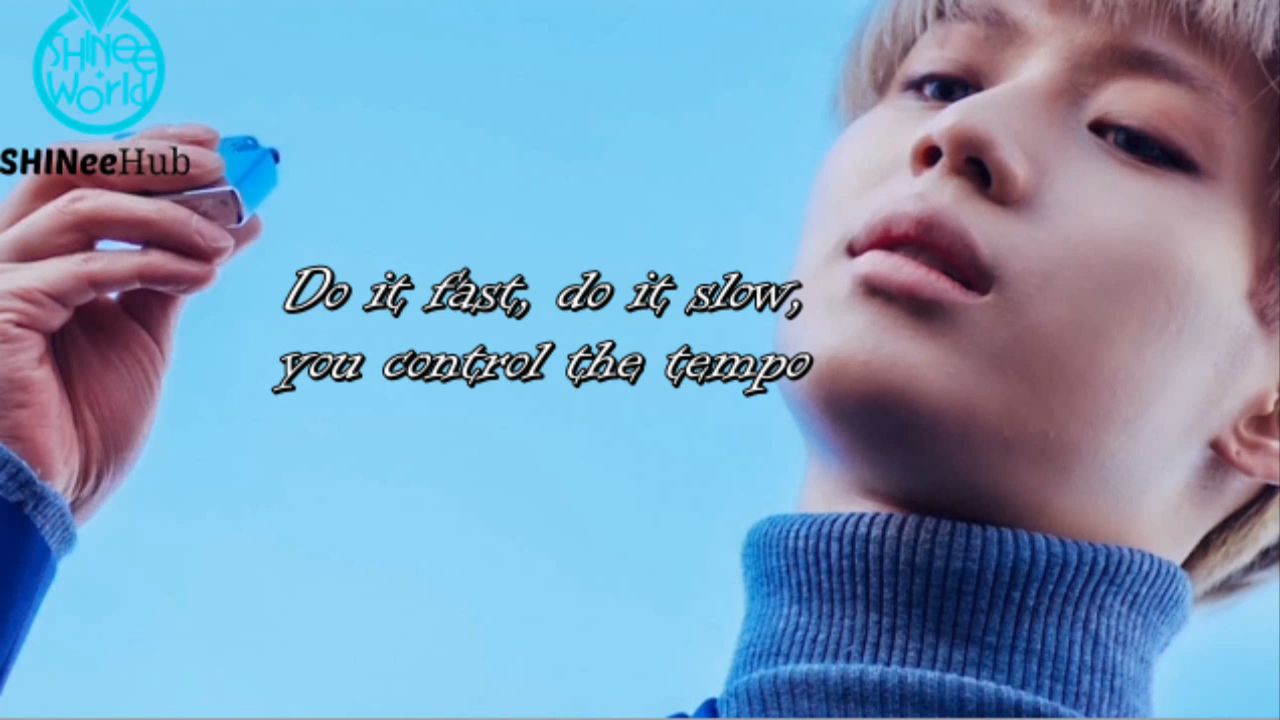 SHINee
World
SHINeeHub
Do it fast, do it slow,
you control the tempo